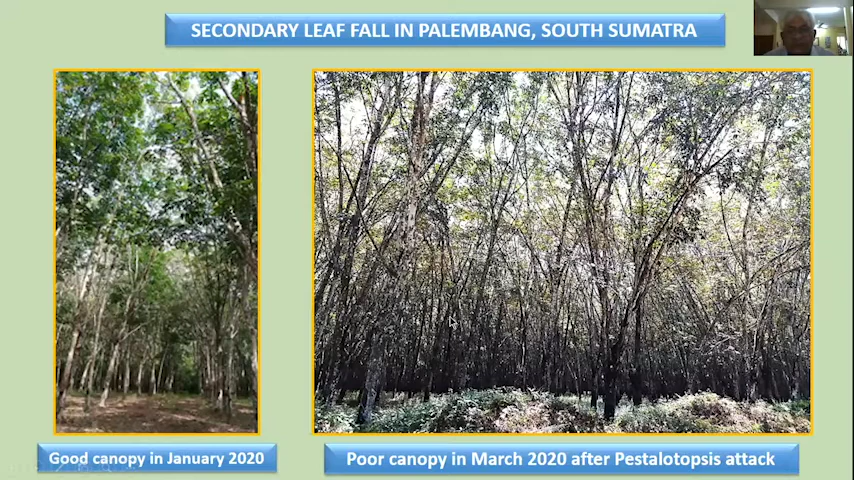 SECONDARY LEAF FALL IN PALEMBANG, SOUTH SUMATRA
Good canopy in January 2020
Poor canopy in March 2020 after Pestalotopsis attack